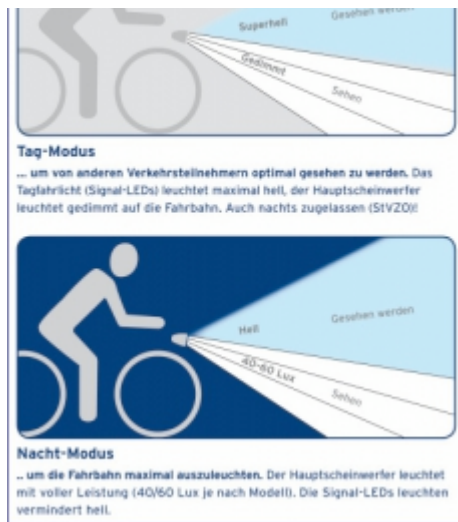 Superhell
Gesehen werden
Gedimmt
Sehen
Tag-Modus
... um von anderen Verkehrsteilnehmern optimal gesehen zu werden. Das
Tagfahrlicht (Signal-LEDs) leuchtet maximal hell, der Hauptscheinwerfer
leuchtet gedimmt auf die Fahrbahn. Auch nachts zugelassen (StVZO)!
Hell
Gesehen werden
40-60 Lux
Sehen
Nacht-Modus
... um die Fahrbahn maximal auszuleuchten. Der Hauptscheinwerfer leuchtet
mit voller Leistung (40/60 Lux je nach Modell). Die Signal-LEDs leuchten
vermindert hell.